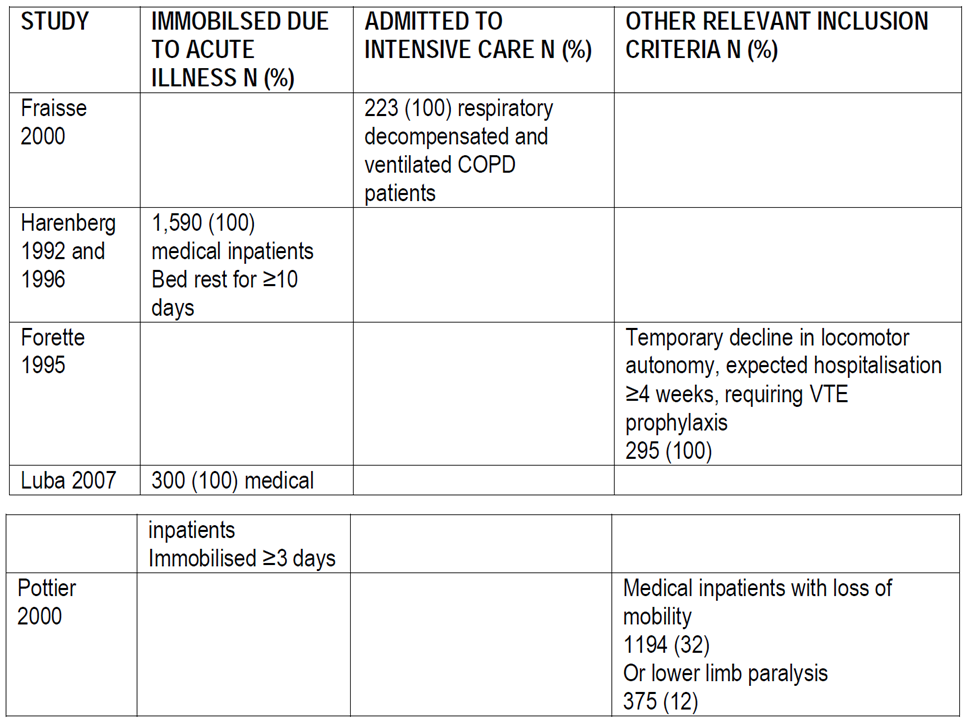 STUDY
IMMOBILSED DUE
TO ACUTE
ILLNESS N (%)
ADMITTED TO
INTENSIVE CARE N (%)
OTHER RELEVANT INCLUSION
CRITERIA N (%)
Fraisse
2000
223 (100) respiratory
decompensated and
ventilated COPD
patients
Harenberg
1992 and
1996
1,590 (100)
medical inpatients
Bed rest for ≥10
days
Forette
1995
Temporary decline in locomotor
autonomy, expected hospitalisation
≥4 weeks, requiring VTE
prophylaxis
295 (100)
Luba 2007
300 (100) medical
inpatients
Immobilised ≥3 days
Pottier
2000
Medical inpatients with loss of
mobility
1194 (32)
Or lower limb paralysis
375 (12)